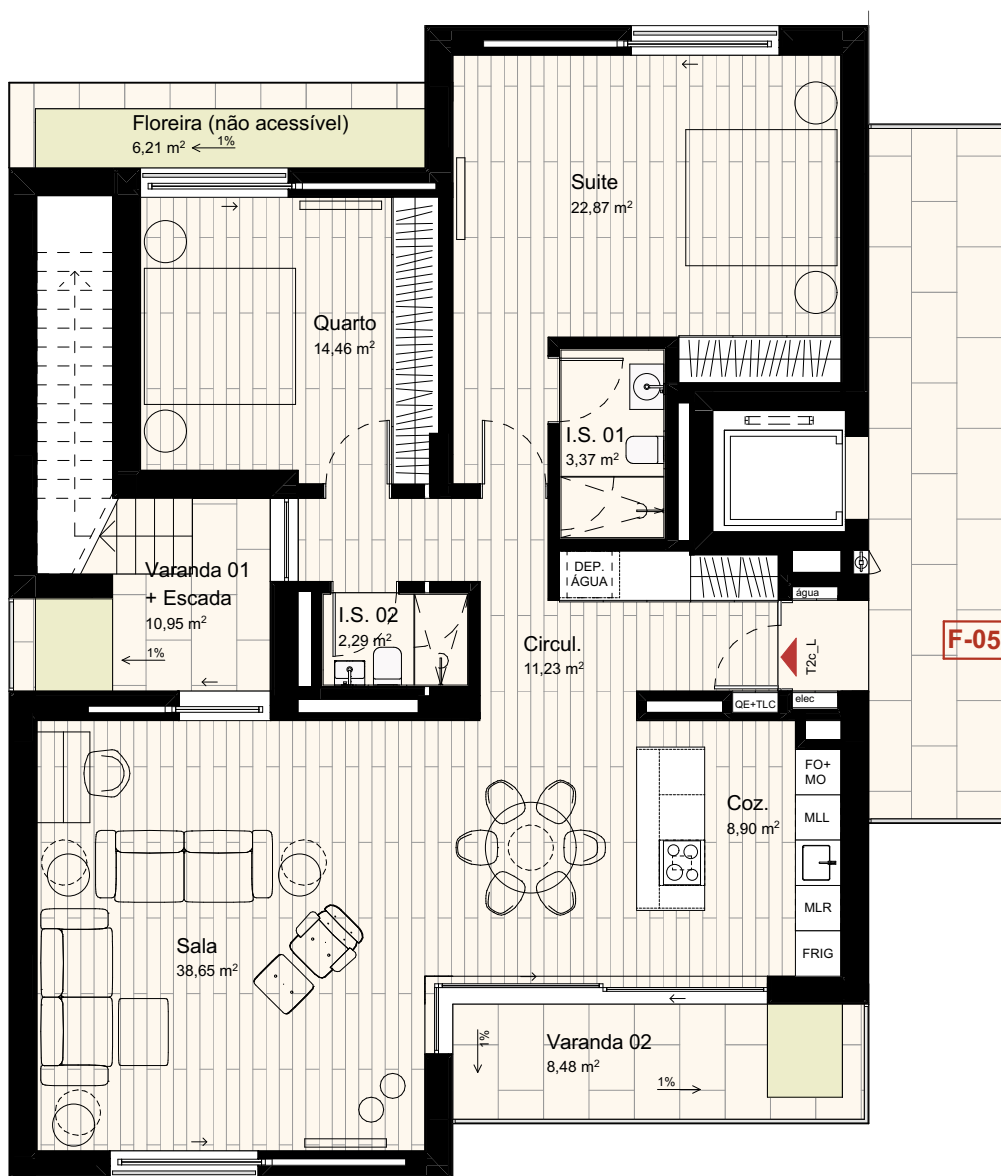 Floreira (não acessível)
6,21 m²
1%
Suite
22,87 m²
Quarto
14,46 m²
I.S. 01
3,37 m²
Varanda 01
+ Escada
10,95 m²
1%
DEP.
ÁGUA
água
I.S. 02
2,29 m²
Circul.
11,23 m²
T2c_L
F-05
QE+TLC
elec
FO+
MO
Coz.
8,90 m²
MLL
MLR
FRIG
Sala
38,65 m²
Varanda 02
8,48 m²
1%
1%